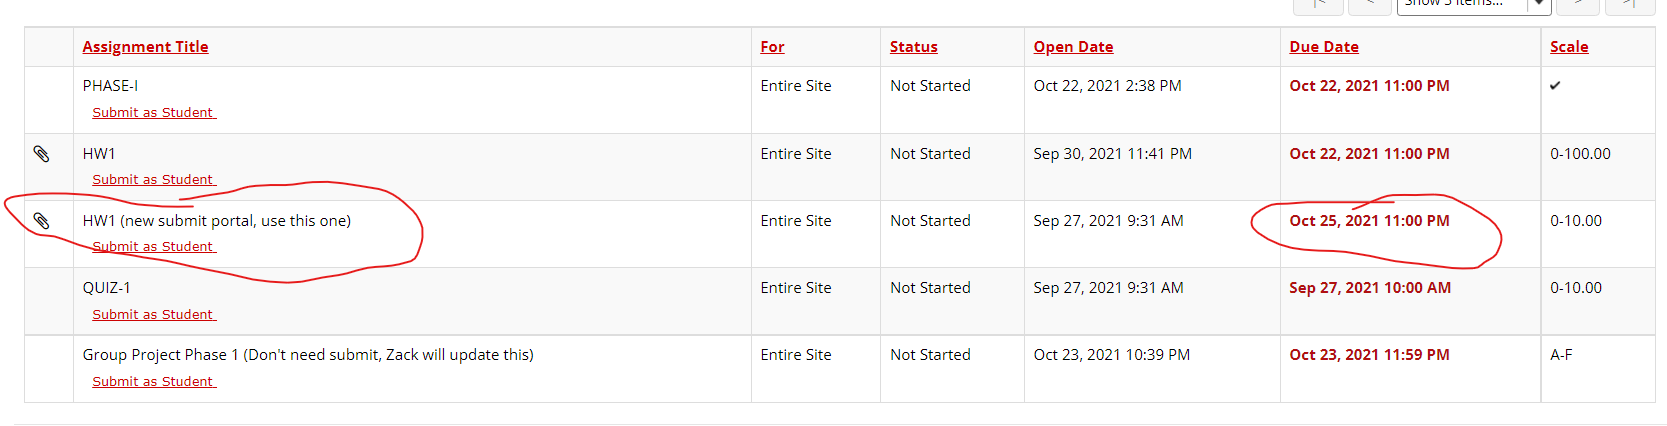 Show 5 items...
Assignment Title For Status Open Date Due Date Scale
PHASE-I Entire Site Not Started Oct 22, 2021 2:38 PM Oct 22, 2021 11:00 PM ✔
Submit as Student
HW1 Entire Site Not Started Sep 30, 2021 11:41 PM Oct 22, 2021 11:00 PM 0-100.00
Submit as Student
HW1 (new submit portal, use this one) Entire Site Not Started Sep 27, 2021 9:31 AM Oct 25, 2021 11:00 PM 0-10.00
Submit as Student
QUIZ-1 Entire Site Not Started Sep 27, 2021 9:31 AM Sep 27, 2021 10:00 AM 0-10.00
Submit as Student
Group Project Phase 1 (Don't need submit, Zack will update this) Entire Site Not Started Oct 23, 2021 10:39 PM Oct 23, 2021 11:59 PM A-F
Submit as Student